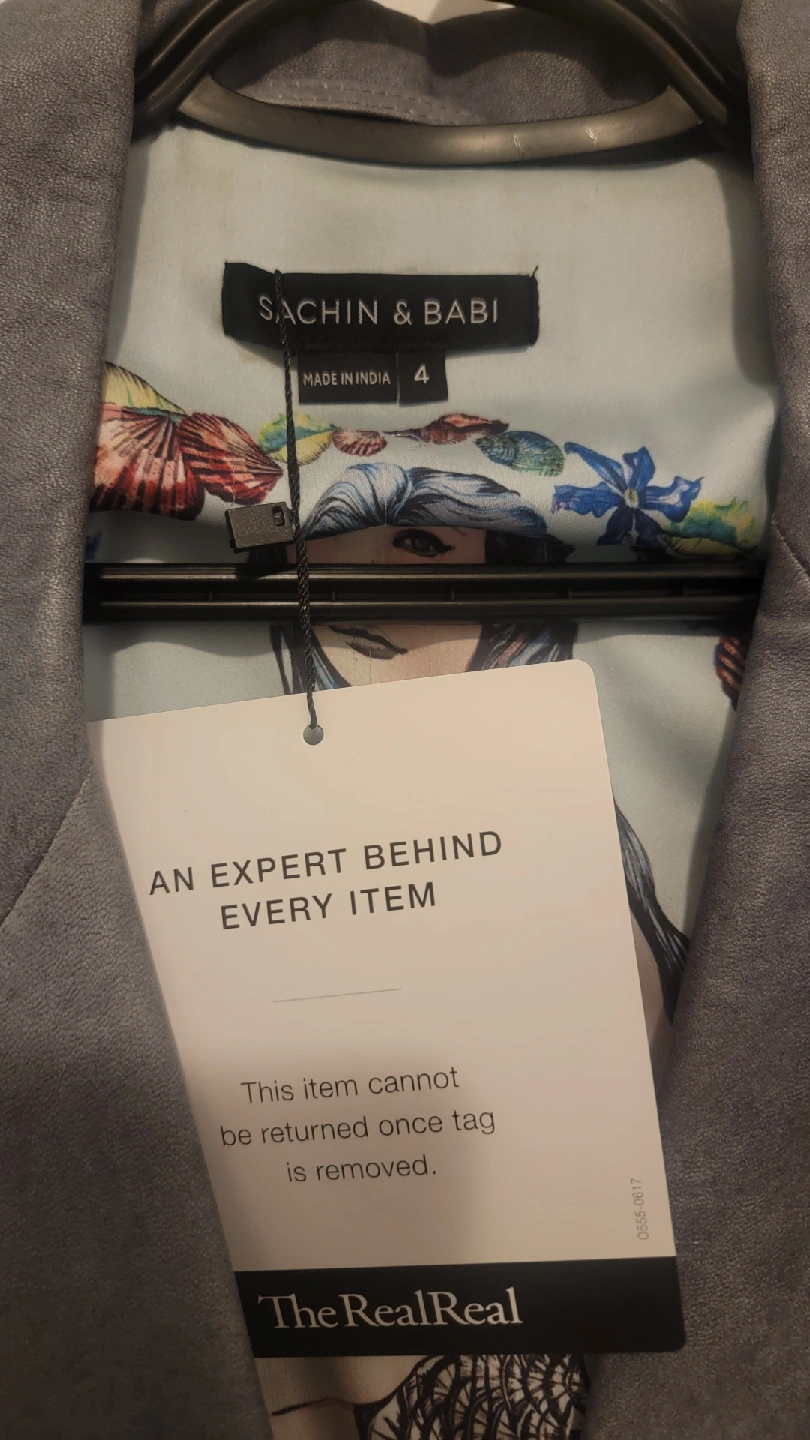 SACHIN & BABI
MADE IN INDIA
4
AN EXPERT BEHIND
EVERY ITEM
This item cannot
be returned once tag
is removed.
0555-0617
TheRealReal